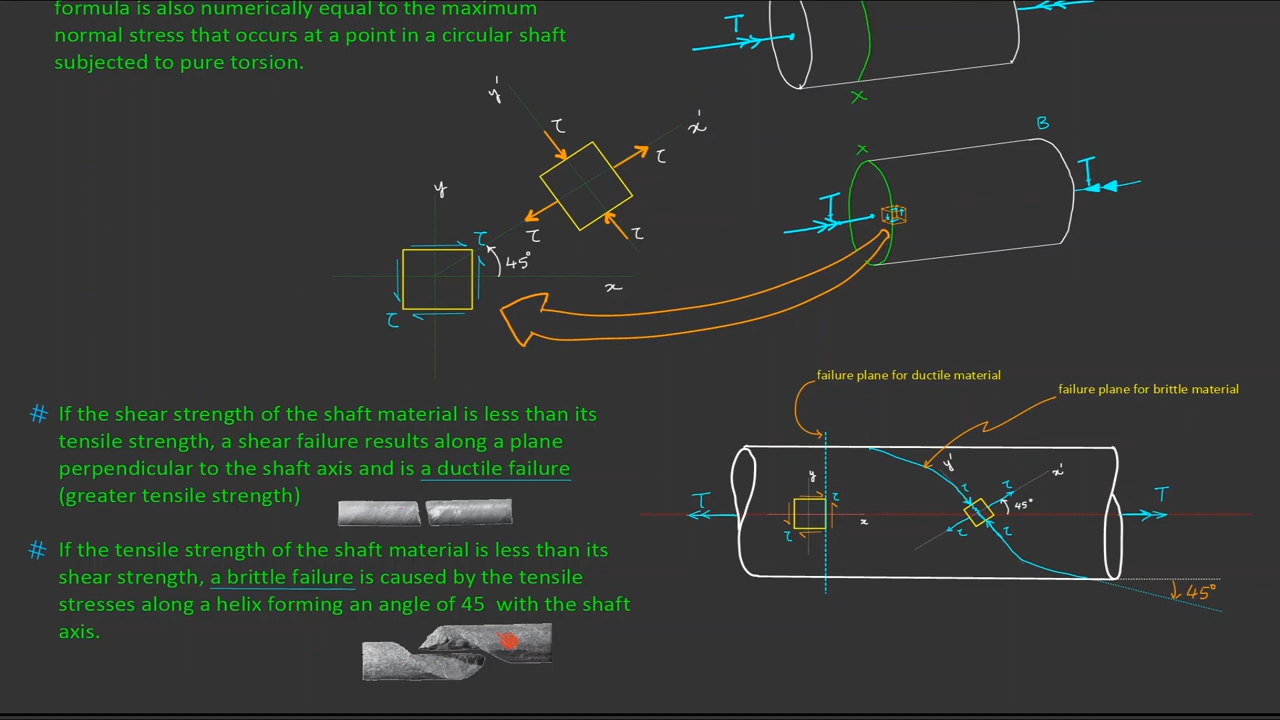 formula is also numerically equal to the maximum
normal stress that occurs at a point in a circular shaft
subjected to pure torsion.
T
X
y'
τ
x'
τ
τ
τ
y
τ
45°
x
τ
X
B
T
T
# If the shear strength of the shaft material is less than its
tensile strength, a shear failure results along a plane
perpendicular to the shaft axis and is a ductile failure
(greater tensile strength)
# If the tensile strength of the shaft material is less than its
shear strength, a brittle failure is caused by the tensile
stresses along a helix forming an angle of 45 with the shaft
axis.
failure plane for ductile material
failure plane for brittle material
y
τ
x
τ
y'
x'
τ
τ
45°
τ
τ
T
T
45°